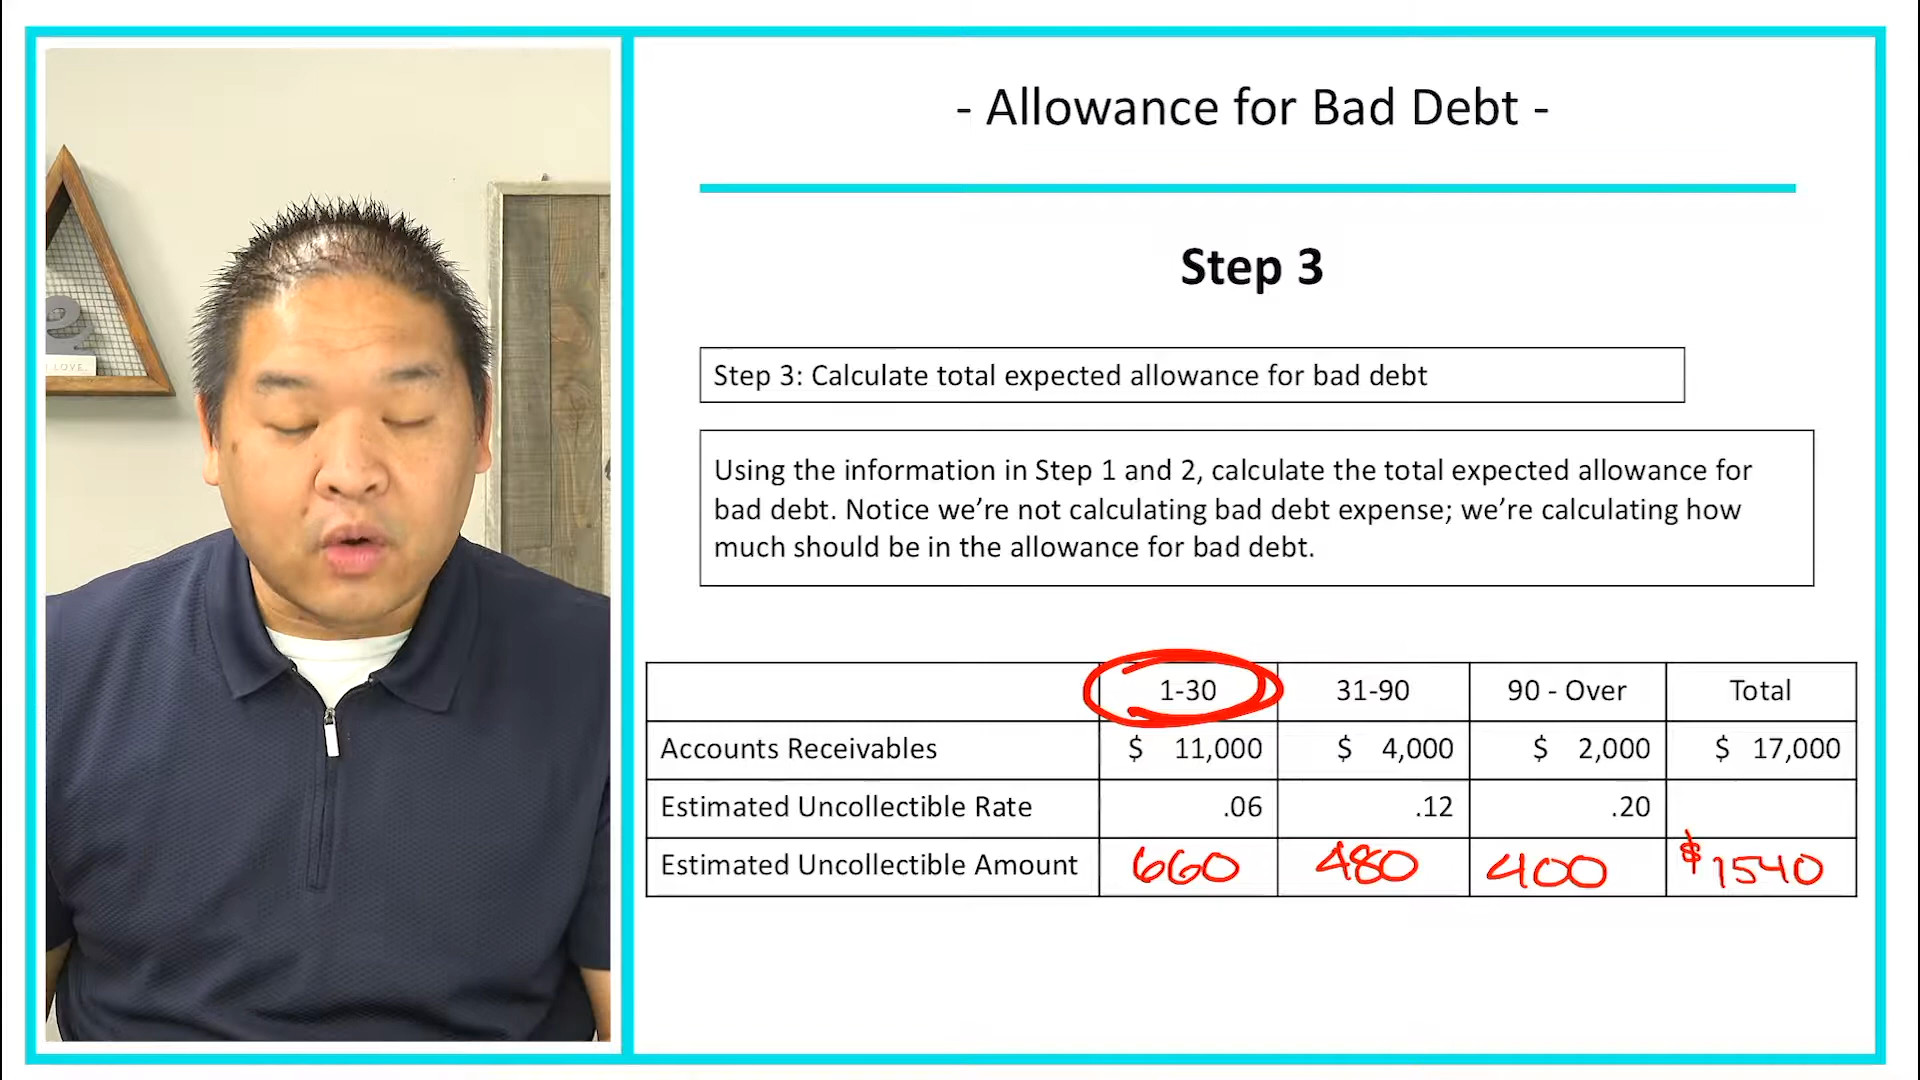 - Allowance for Bad Debt -
Step 3
Step 3: Calculate total expected allowance for bad debt
Using the information in Step 1 and 2, calculate the total expected allowance for
bad debt. Notice we’re not calculating bad debt expense; we’re calculating how
much should be in the allowance for bad debt.
1-30 31-90 90 - Over Total
Accounts Receivables $ 11,000 $ 4,000 $ 2,000 $ 17,000
Estimated Uncollectible Rate .06 .12 .20
Estimated Uncollectible Amount 660 480 400 $1540
e
LOVE.